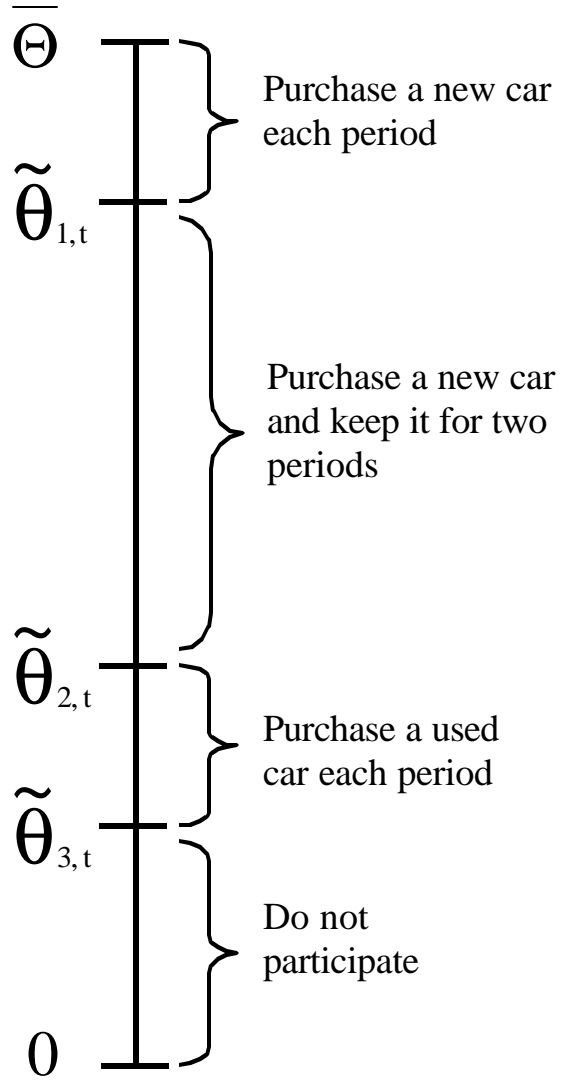 Θ̅
Purchase a new car
each period
θ̃₁,ₜ
Purchase a new car
and keep it for two
periods
θ̃₂,ₜ
Purchase a used
car each period
θ̃₃,ₜ
Do not
participate
0